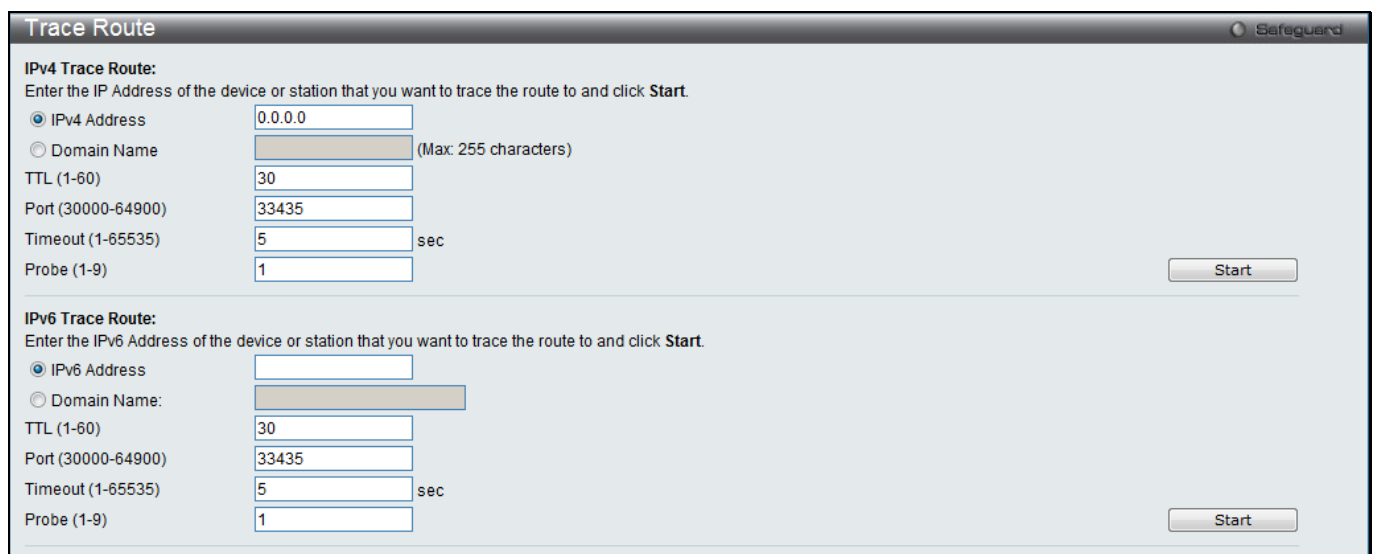 Trace Route
Safeguard
IPv4 Trace Route:
Enter the IP Address of the device or station that you want to trace the route to and click Start.
IPv4 Address 0.0.0.0
Domain Name (Max: 255 characters)
TTL (1-60) 30
Port (30000-64900) 33435
Timeout (1-65535) 5 sec
Probe (1-9) 1 Start
IPv6 Trace Route:
Enter the IPv6 Address of the device or station that you want to trace the route to and click Start.
IPv6 Address
Domain Name:
TTL (1-60) 30
Port (30000-64900) 33435
Timeout (1-65535) 5 sec
Probe (1-9) 1 Start